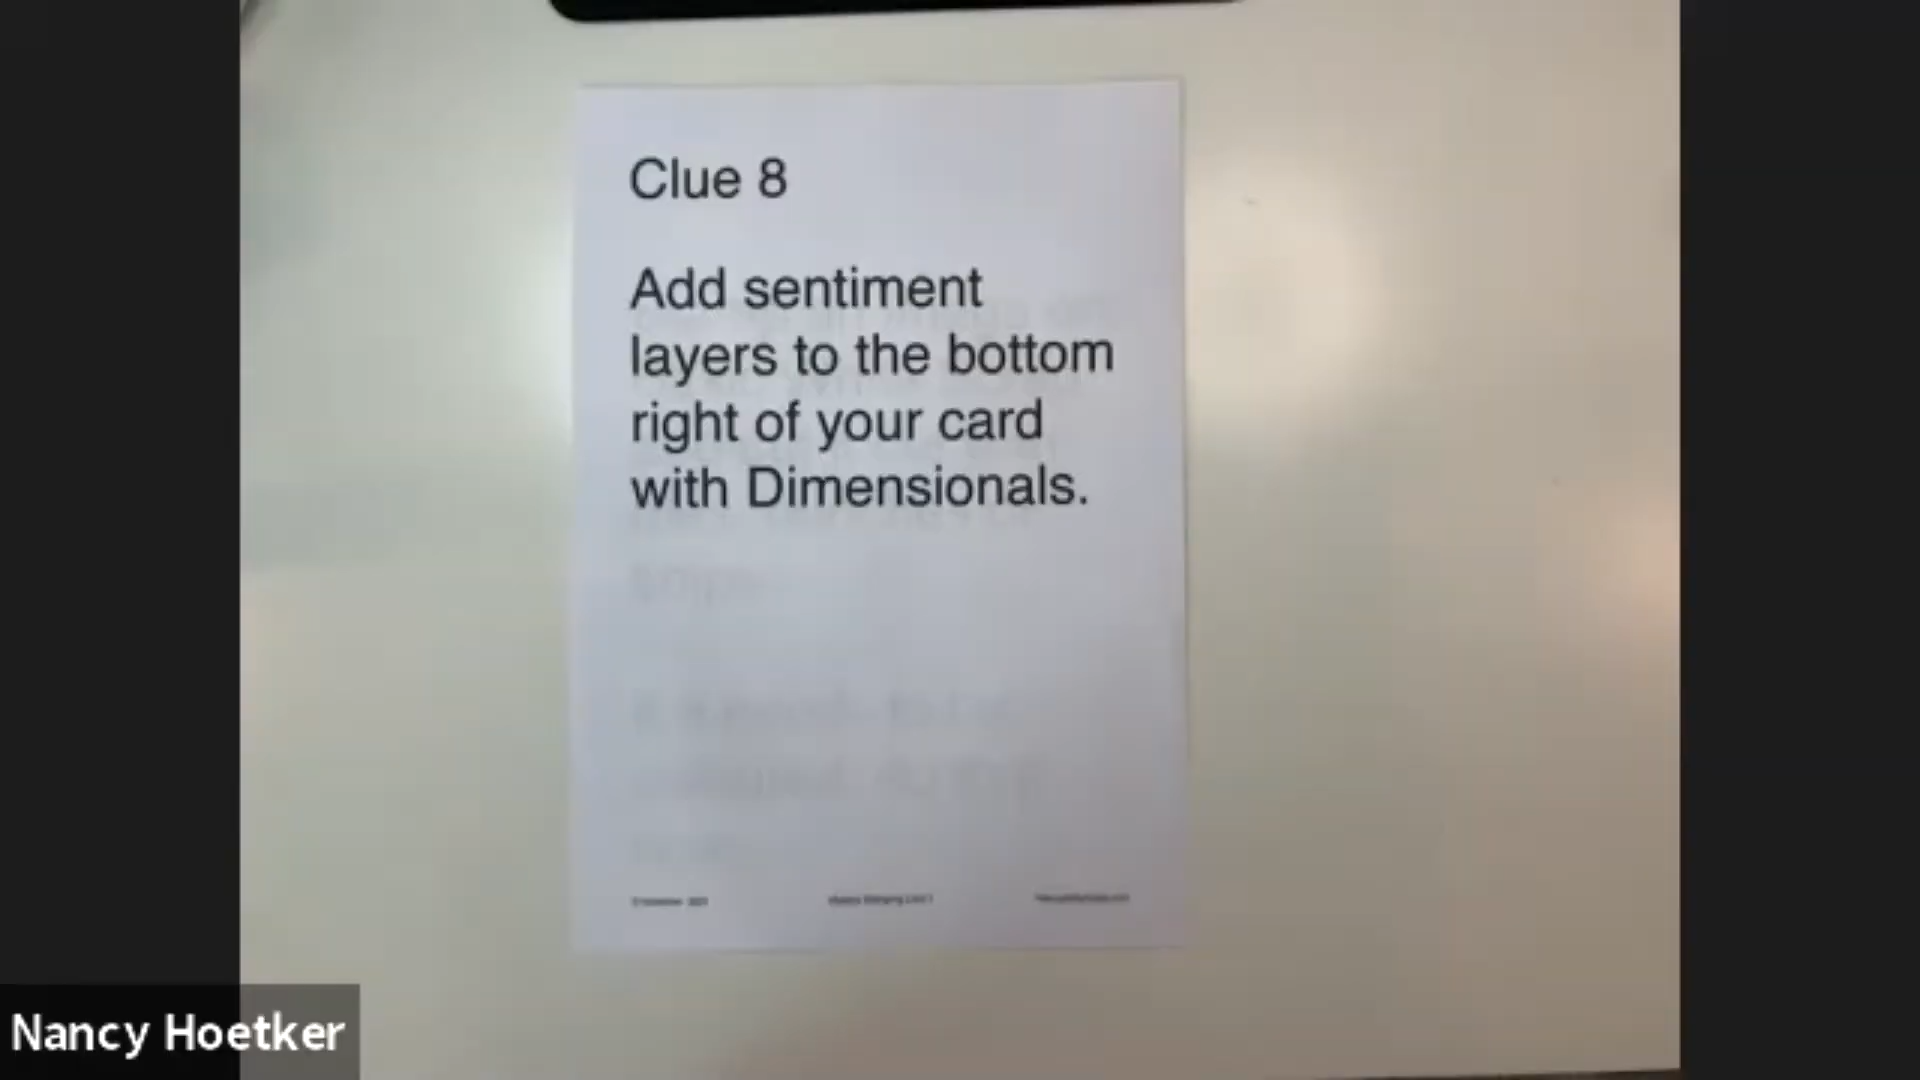 Clue 8
Add sentiment
layers to the bottom
right of your card
with Dimensionals.
Nancy Hoetker